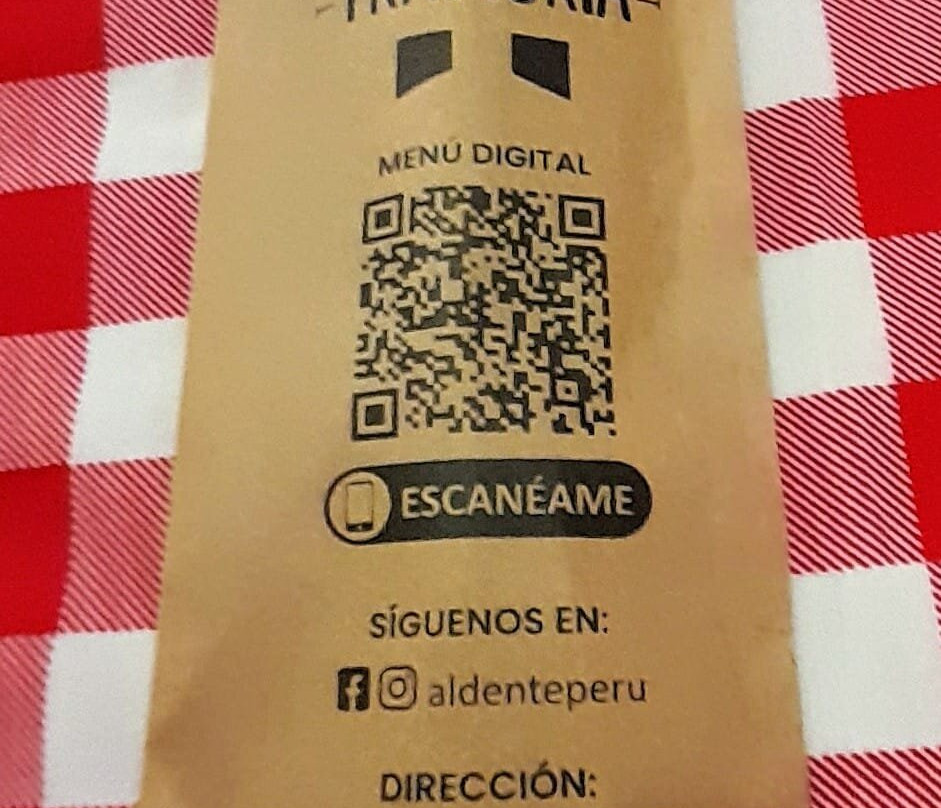 MENÚ DIGITAL
ESCANÉAME
SÍGUENOS EN:
aldenteperu
DIRECCIÓN: